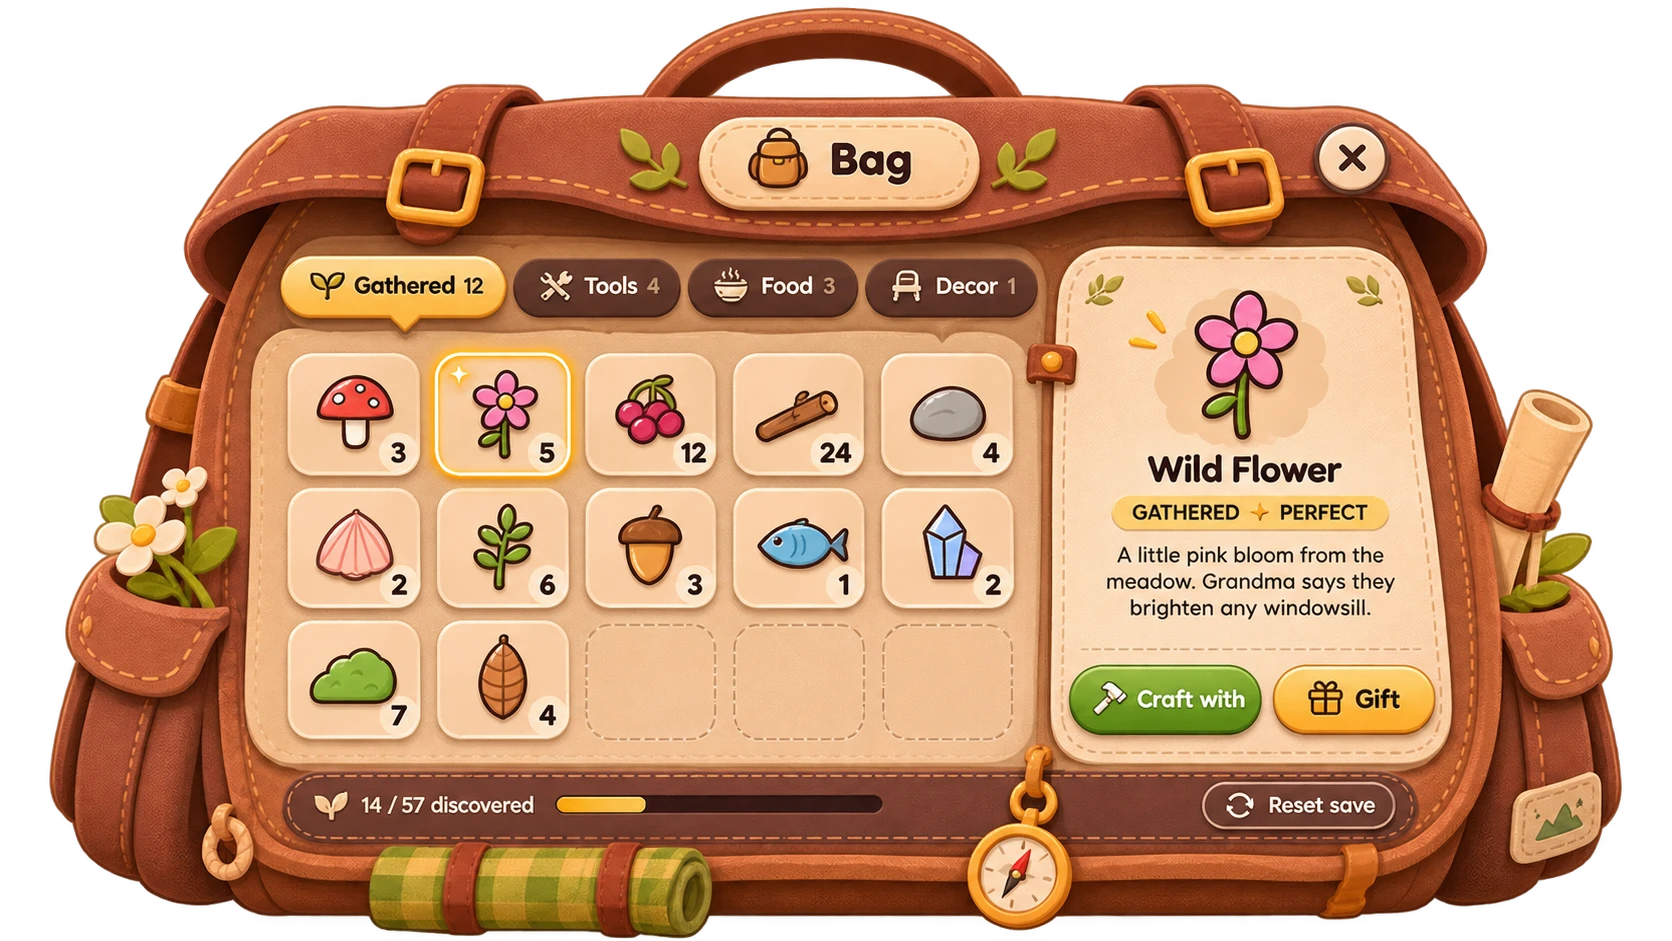 Bag
Gathered 12
Tools 4
Food 3
Decor 1
3
5
12
24
4
2
6
3
1
2
7
4
Wild Flower
GATHERED ✦ PERFECT
A little pink bloom from the
meadow. Grandma says they
brighten any windowsill.
Craft with
Gift
14 / 57 discovered
Reset save